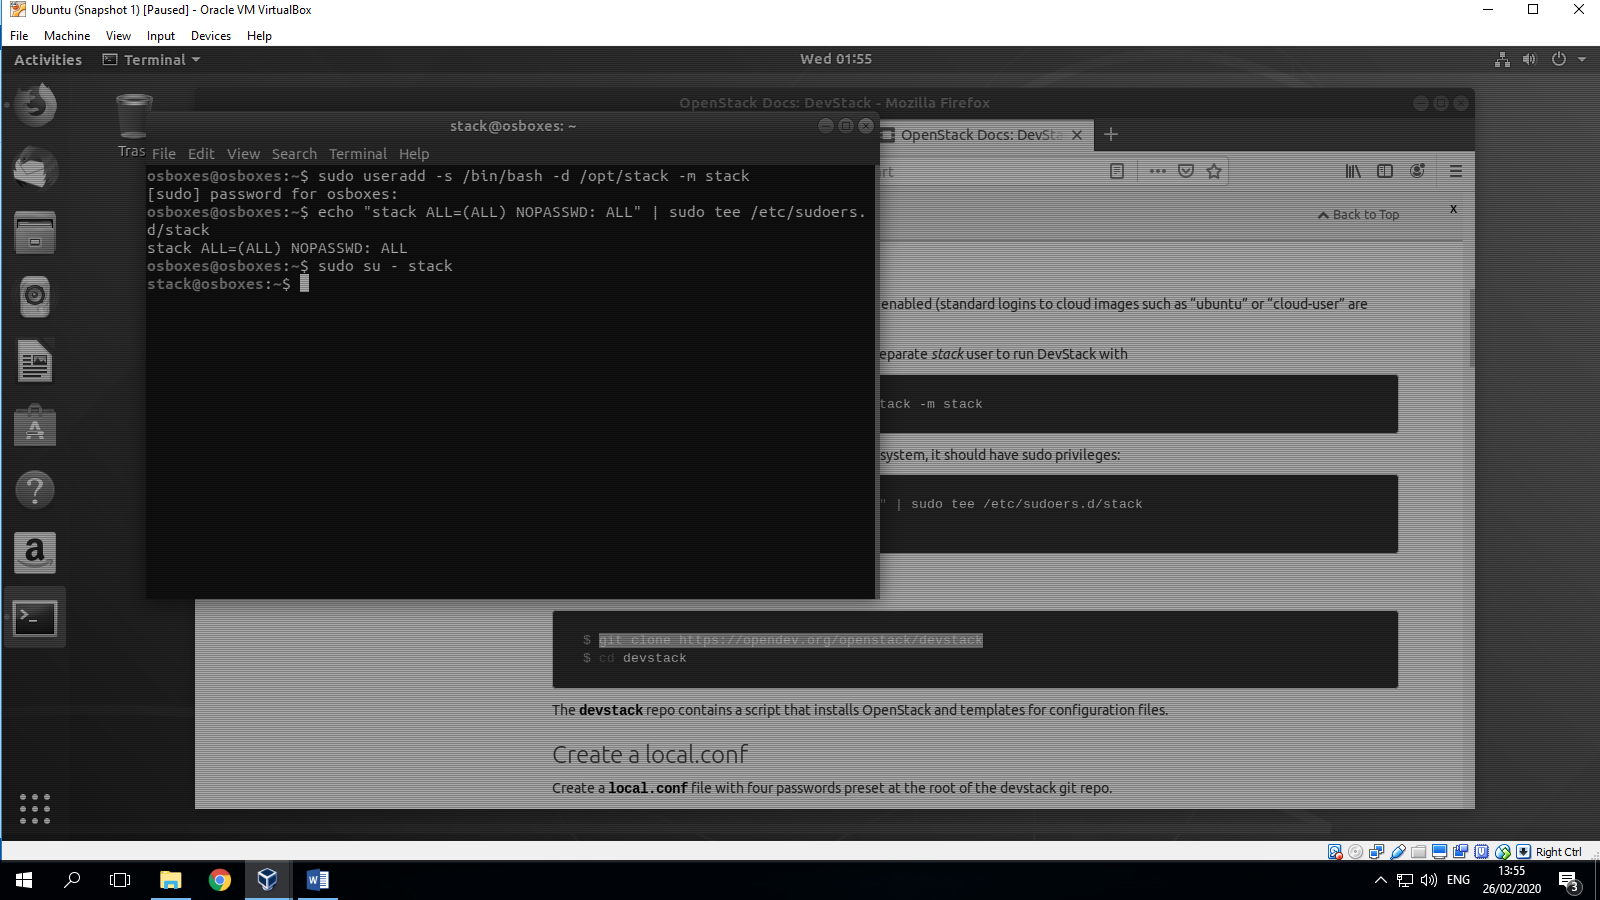 Ubuntu (Snapshot 1) [Paused] - Oracle VM VirtualBox
File Machine View Input Devices Help
Activities Terminal Wed 01:55
OpenStack Docs: DevStack - Mozilla Firefox
Tras
stack@osboxes: ~
OpenStack Docs: DevSta
File Edit View Search Terminal Help
osboxes@osboxes:~$ sudo useradd -s /bin/bash -d /opt/stack -m stack
[sudo] password for osboxes:
osboxes@osboxes:~$ echo "stack ALL=(ALL) NOPASSWD: ALL" | sudo tee /etc/sudoers.
d/stack
stack ALL=(ALL) NOPASSWD: ALL
osboxes@osboxes:~$ sudo su - stack
stack@osboxes:~$
Back to Top x
enabled (standard logins to cloud images such as “ubuntu” or “cloud-user” are
eparate stack user to run DevStack with
tack -m stack
system, it should have sudo privileges:
" | sudo tee /etc/sudoers.d/stack
$ git clone https://opendev.org/openstack/devstack
$ cd devstack
The devstack repo contains a script that installs OpenStack and templates for configuration files.
Create a local.conf
Create a local.conf file with four passwords preset at the root of the devstack git repo.
Right Ctrl
ENG
13:55
26/02/2020
3